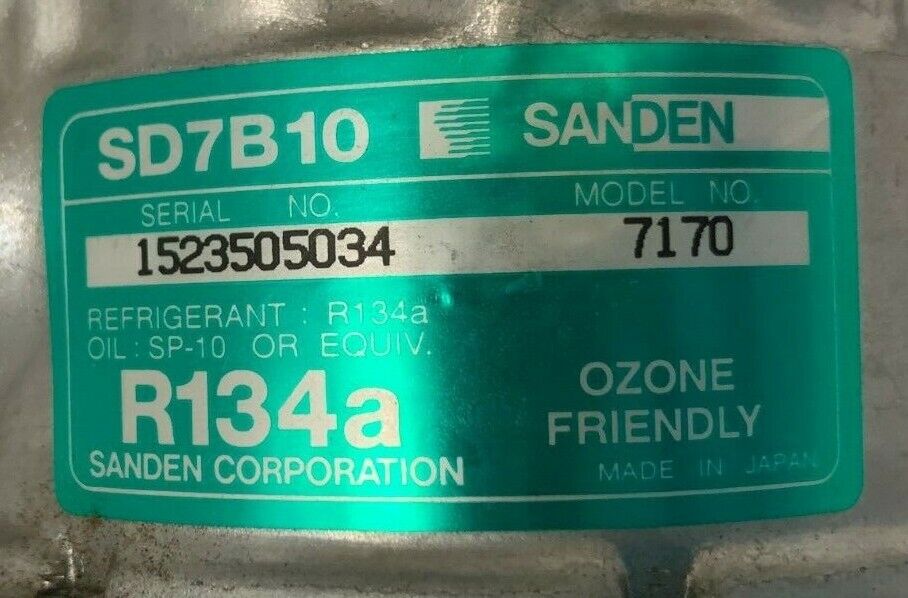 SD7B10 SANDEN
SERIAL NO. MODEL NO.
1523505034 7170
REFRIGERANT : R134a
OIL : SP-10 OR EQUIV.
R134a
OZONE
FRIENDLY
SANDEN CORPORATION
MADE IN JAPAN